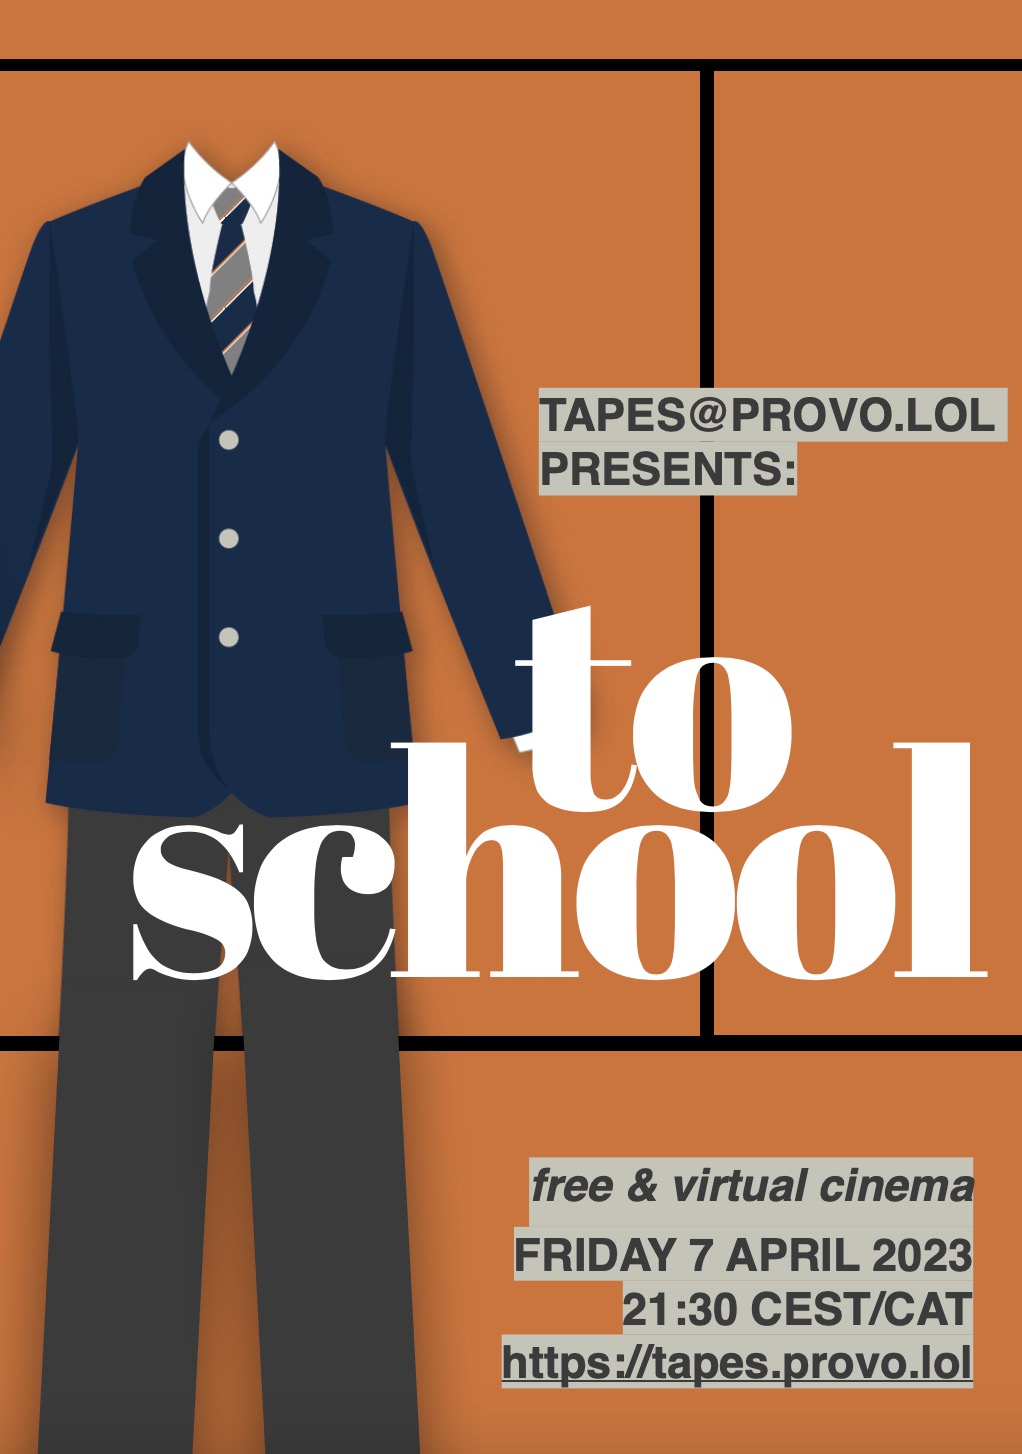 TAPES@PROVO.LOL
PRESENTS:
to
school
free & virtual cinema
FRIDAY 7 APRIL 2023
21:30 CEST/CAT
https://tapes.provo.lol